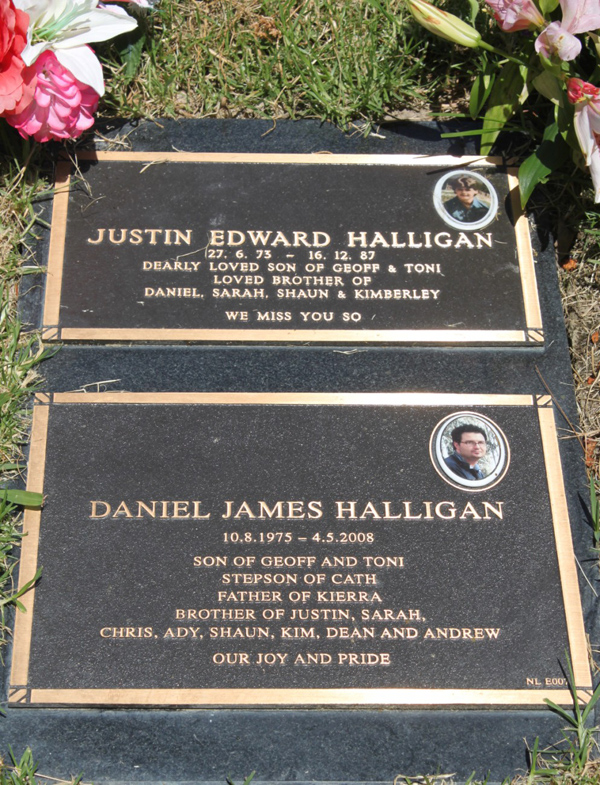 JUSTIN EDWARD HALLIGAN
27. 6. 73 – 16. 12. 87
DEARLY LOVED SON OF GEOFF & TONI
LOVED BROTHER OF
DANIEL, SARAH, SHAUN & KIMBERLEY
WE MISS YOU SO
DANIEL JAMES HALLIGAN
10.8.1975 – 4.5.2008
SON OF GEOFF AND TONI
STEPSON OF CATH
FATHER OF KIERRA
BROTHER OF JUSTIN, SARAH,
CHRIS, ADY, SHAUN, KIM, DEAN AND ANDREW
OUR JOY AND PRIDE
NL